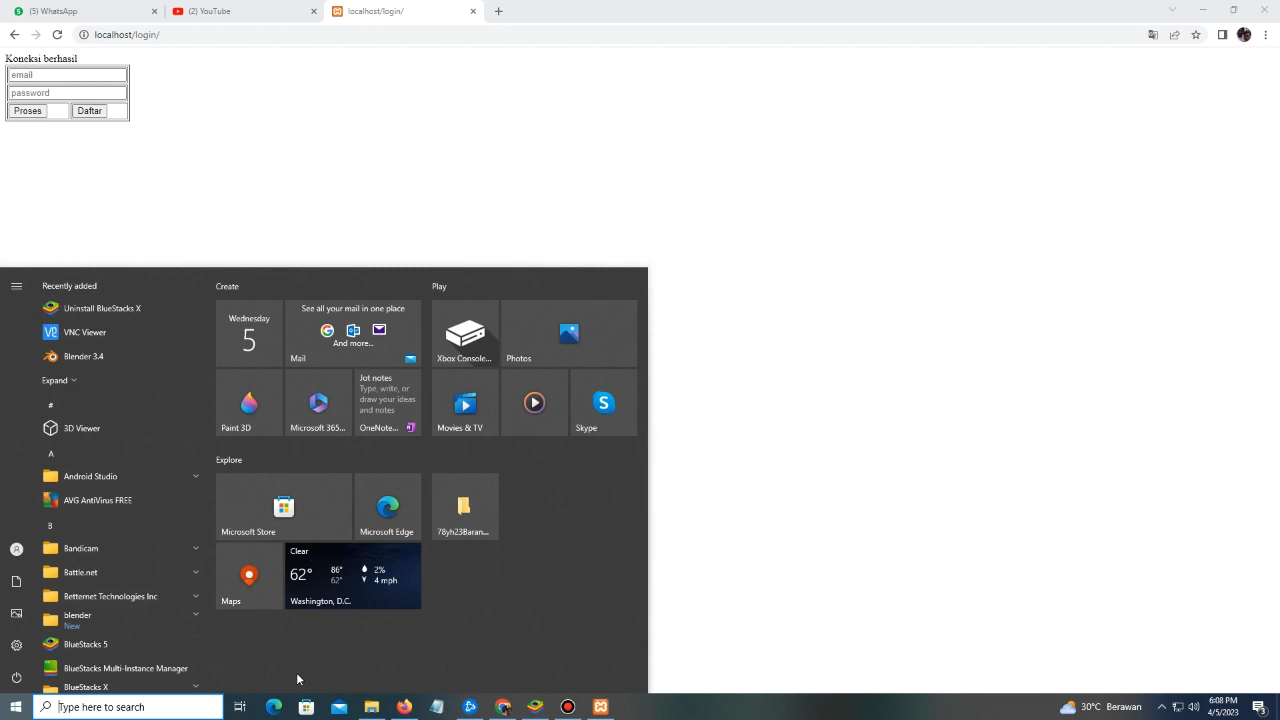 (5) WhatsApp
(2) YouTube
localhost/login/
localhost/login/
Koneksi berhasil
email
password
Proses Daftar
Recently added
Uninstall BlueStacks X
VNC Viewer
Blender 3.4
Expand
#
3D Viewer
A
Android Studio
AVG AntiVirus FREE
B
Bandicam
Battle.net
Betternet Technologies Inc
blender
New
BlueStacks 5
BlueStacks Multi-Instance Manager
BlueStacks X
Create
Wednesday
5
See all your mail in one place
And more...
Mail
Paint 3D
Microsoft 365...
Jot notes
Type, write, or
draw your ideas
and notes
OneNote...
Play
Xbox Console...
Photos
Movies & TV
Skype
Explore
Microsoft Store
Microsoft Edge
78yh23Baran...
Maps
Clear
62° 86° 2%
62° 4 mph
Washington, D.C.
Type here to search
30°C Berawan
6:08 PM
4/5/2023